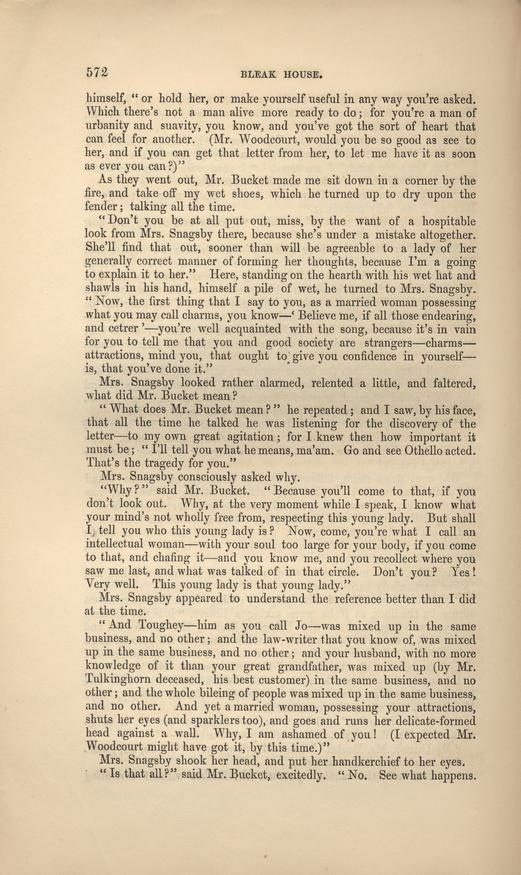 572 BLEAK HOUSE.
himself, “ or hold her, or make yourself useful in any way you’re asked.
Which there’s not a man alive more ready to do; for you’re a man of
urbanity and suavity, you know, and you’ve got the sort of heart that
can feel for another. (Mr. Woodcourt, would you be so good as see to
her, and if you can get that letter from her, to let me have it as soon
as ever you can?)”
As they went out, Mr. Bucket made me sit down in a corner by the
fire, and take off my wet shoes, which he turned up to dry upon the
fender; talking all the time.
“Don’t you be at all put out, miss, by the want of a hospitable
look from Mrs. Snagsby there, because she’s under a mistake altogether.
She’ll find that out, sooner than will be agreeable to a lady of her
generally correct manner of forming her thoughts, because I’m a going
to explain it to her.” Here, standing on the hearth with his wet hat and
shawls in his hand, himself a pile of wet, he turned to Mrs. Snagsby.
“ Now, the first thing that I say to you, as a married woman possessing
what you may call charms, you know—‘ Believe me, if all those endearing,
and cetrer ’—you’re well acquainted with the song, because it’s in vain
for you to tell me that you and good society are strangers—charms—
attractions, mind you, that ought to give you confidence in yourself—
is, that you’ve done it.”
Mrs. Snagsby looked rather alarmed, relented a little, and faltered,
what did Mr. Bucket mean?
“ What does Mr. Bucket mean?” he repeated; and I saw, by his face,
that all the time he talked he was listening for the discovery of the
letter—to my own great agitation; for I knew then how important it
must be; “ I’ll tell you what he means, ma’am. Go and see Othello acted.
That’s the tragedy for you.”
Mrs. Snagsby consciously asked why.
“Why?” said Mr. Bucket. “Because you’ll come to that, if you
don’t look out. Why, at the very moment while I speak, I know what
your mind’s not wholly free from, respecting this young lady. But shall
I tell you who this young lady is? Now, come, you’re what I call an
intellectual woman—with your soul too large for your body, if you come
to that, and chafing it—and you know me, and you recollect where you
saw me last, and what was talked of in that circle. Don’t you? Yes!
Very well. This young lady is that young lady.”
Mrs. Snagsby appeared to understand the reference better than I did
at the time.
“ And Toughey—him as you call Jo—was mixed up in the same
business, and no other; and the law-writer that you know of, was mixed
up in the same business, and no other; and your husband, with no more
knowledge of it than your great grandfather, was mixed up (by Mr.
Tulkinghorn deceased, his best customer) in the same business, and no
other; and the whole bileing of people was mixed up in the same business,
and no other. And yet a married woman, possessing your attractions,
shuts her eyes (and sparklers too), and goes and runs her delicate-formed
head against a wall. Why, I am ashamed of you! (I expected Mr.
Woodcourt might have got it, by this time.)”
Mrs. Snagsby shook her head, and put her handkerchief to her eyes.
“ Is that all?” said Mr. Bucket, excitedly. “ No. See what happens.